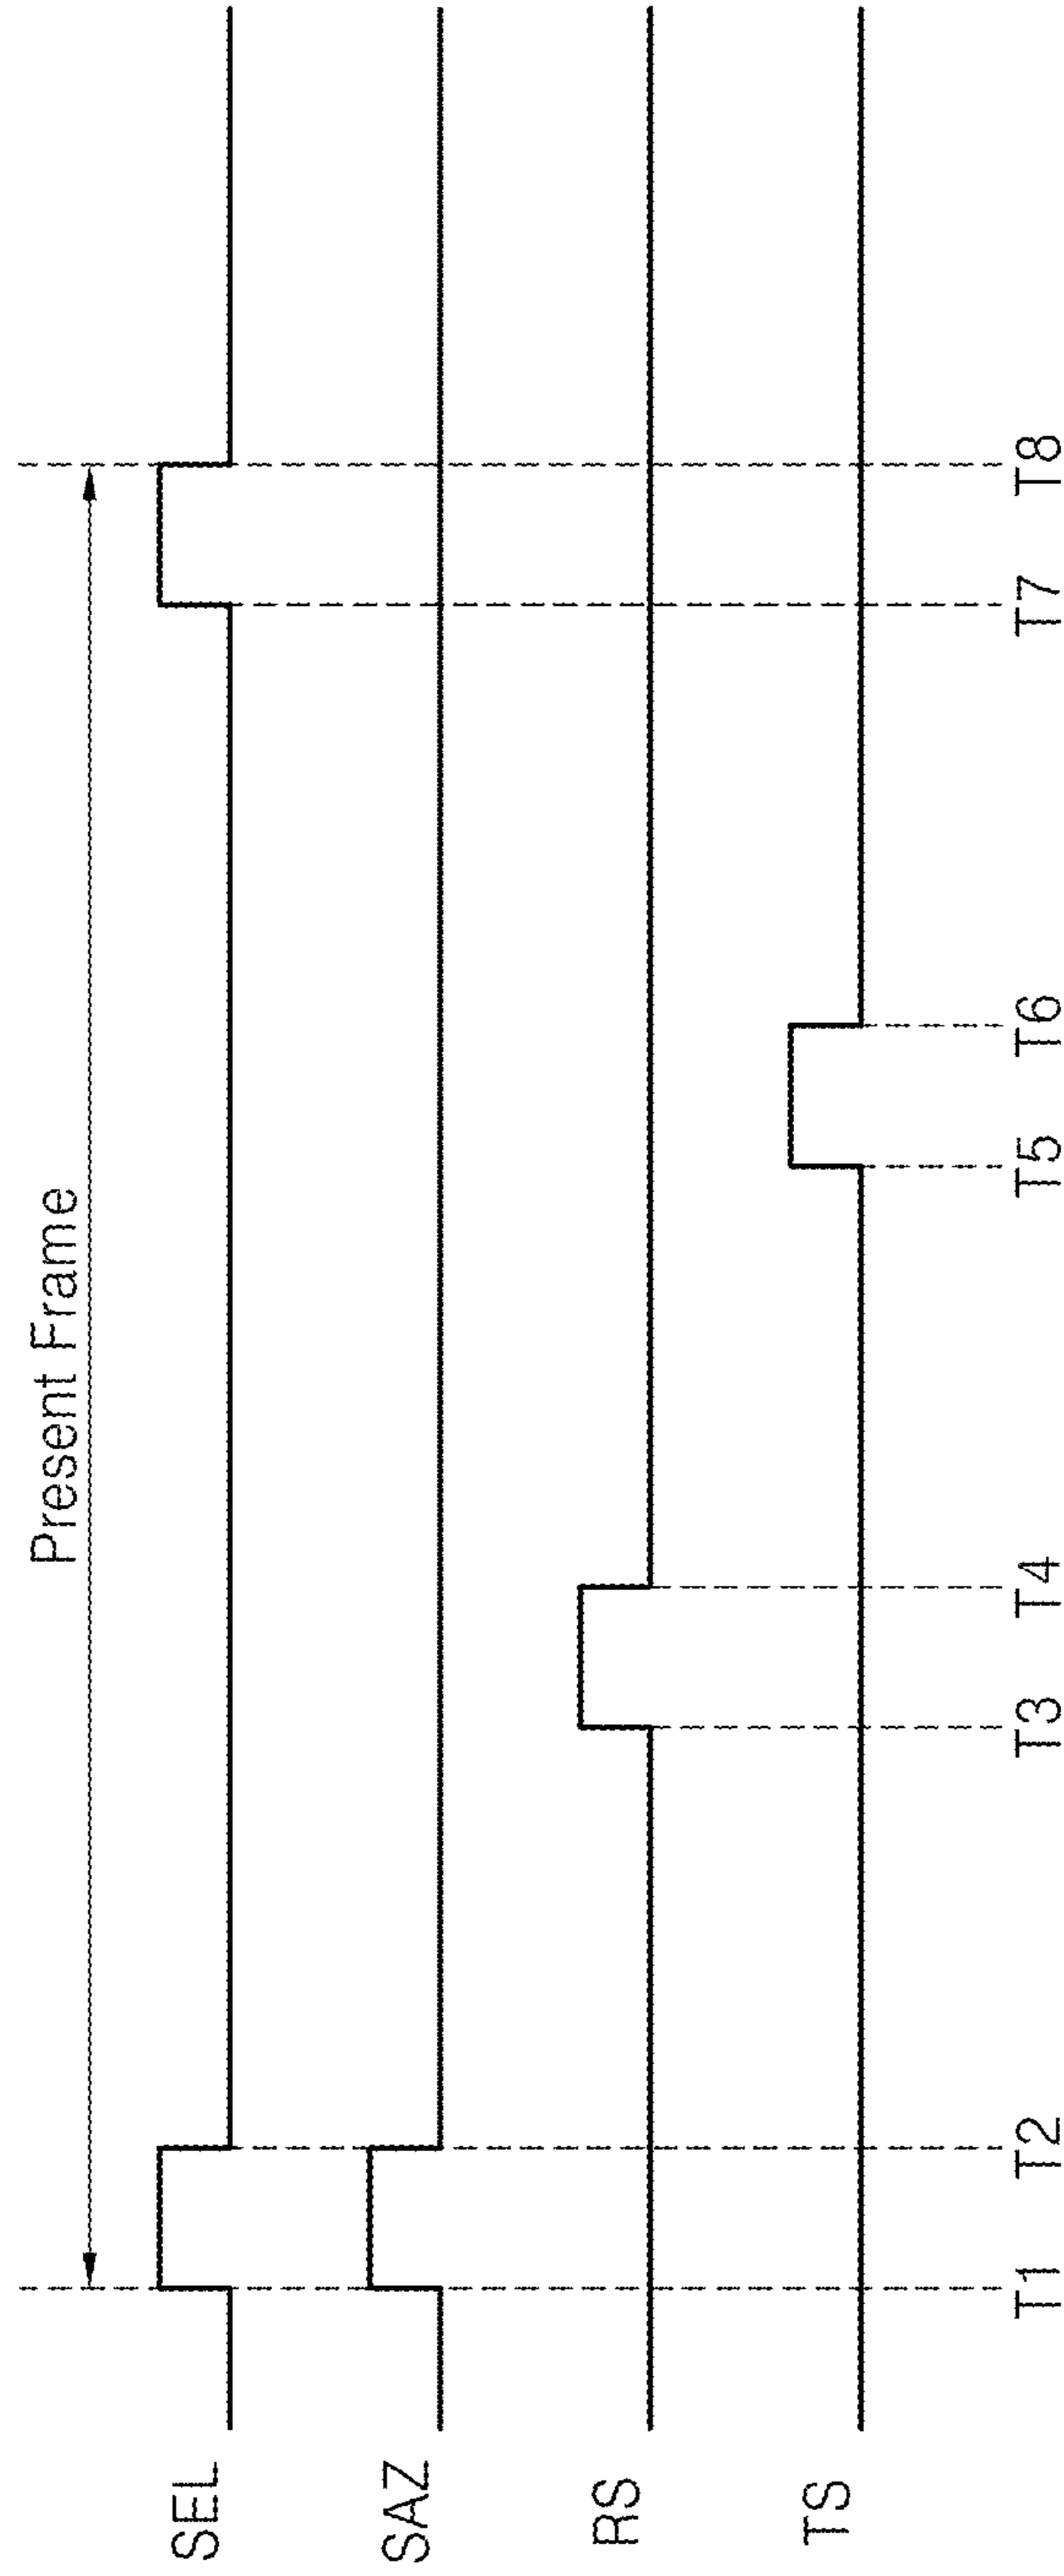 Present Frame
SEL
SAZ
RS
TS
T1 T2 T3 T4 T5 T6 T7 T8